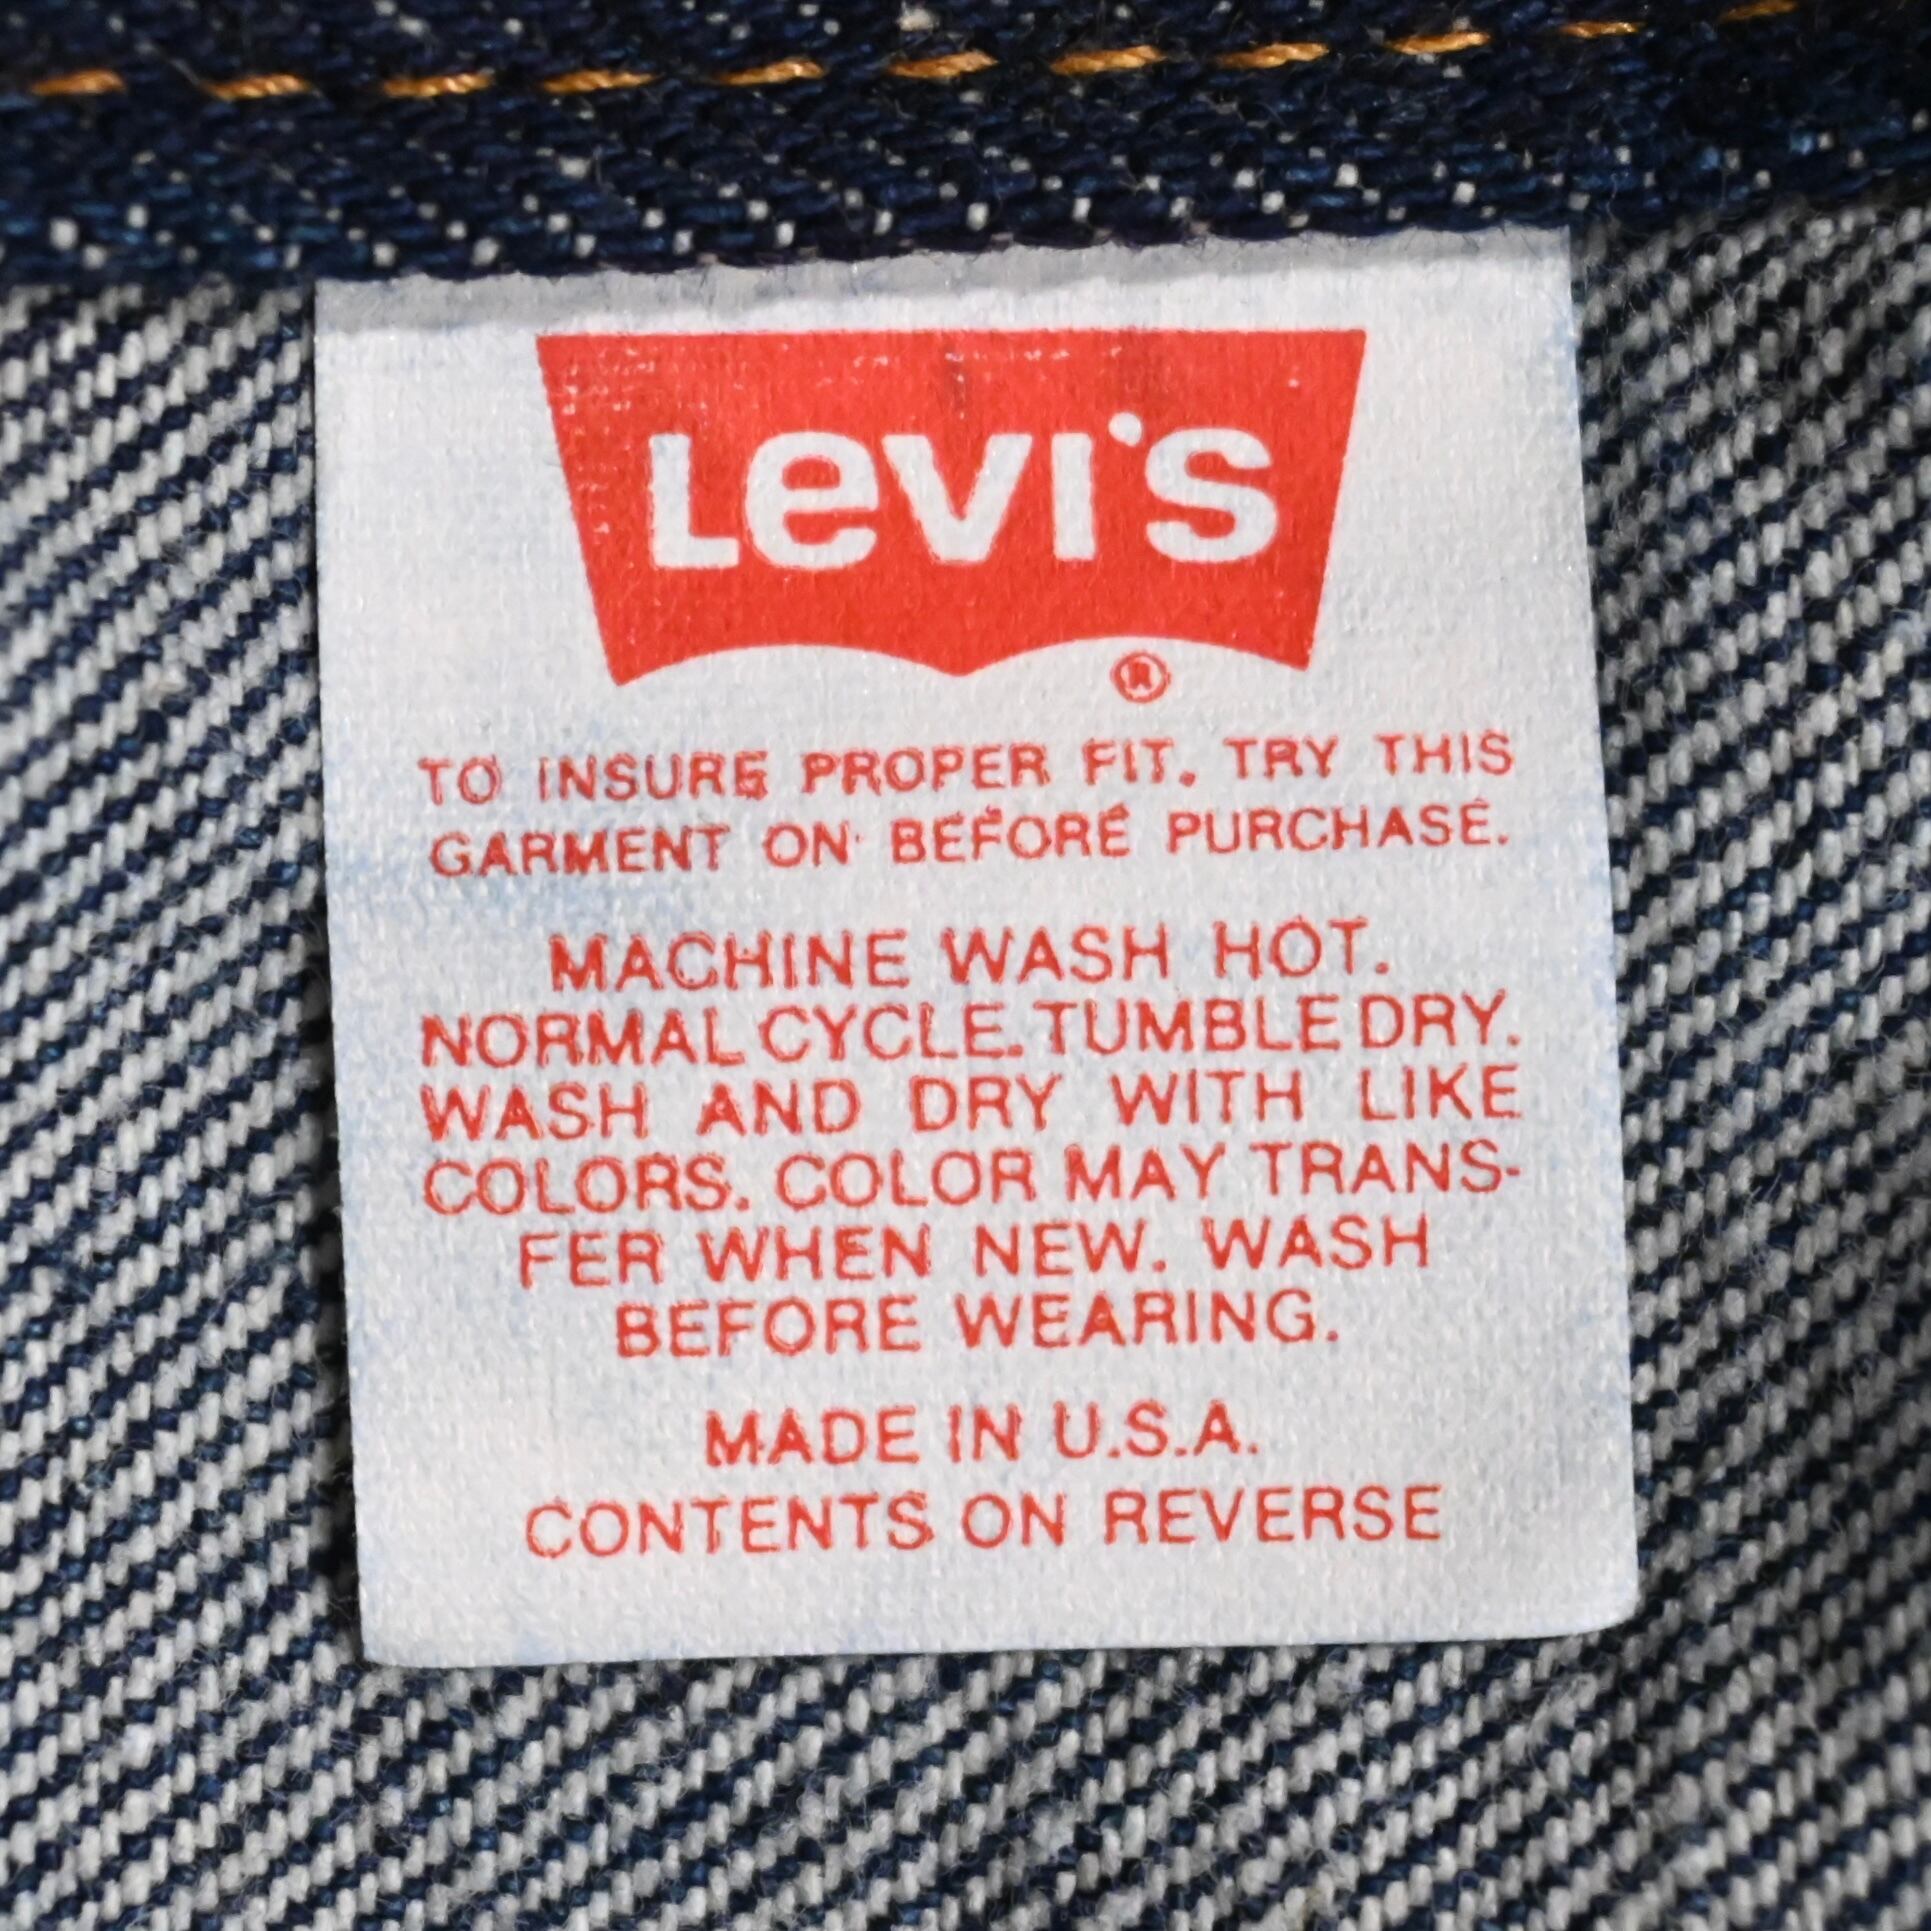 Levi's
®
TO INSURE PROPER FIT. TRY THIS
GARMENT ON BEFORE PURCHASE.
MACHINE WASH HOT.
NORMAL CYCLE. TUMBLE DRY.
WASH AND DRY WITH LIKE
COLORS. COLOR MAY TRANS-
FER WHEN NEW. WASH
BEFORE WEARING.
MADE IN U.S.A.
CONTENTS ON REVERSE